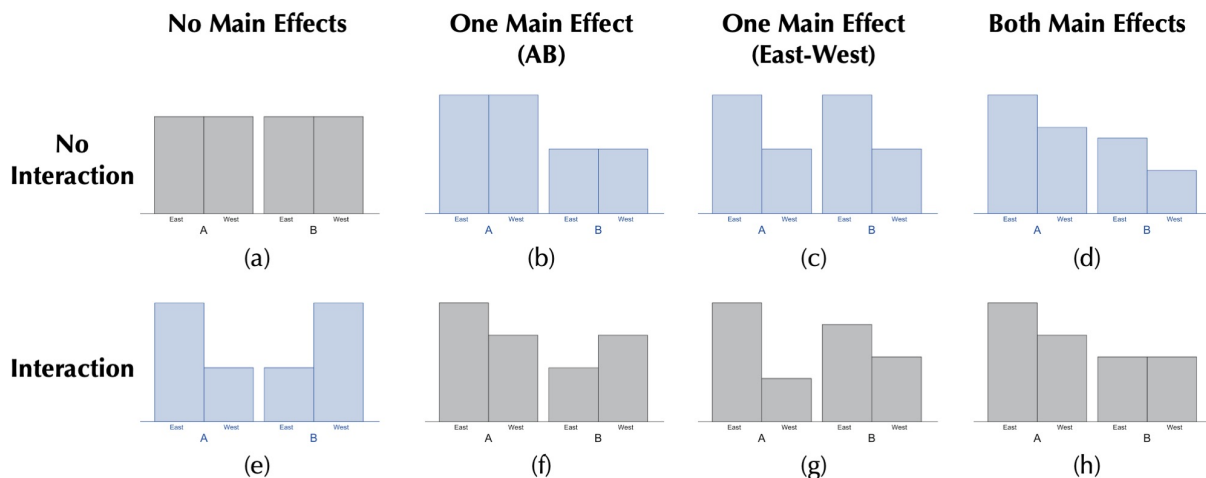 No Main Effects
One Main Effect
(AB)
One Main Effect
(East-West)
Both Main Effects
No
Interaction
East West East West
A B
(a)
East West East West
A B
(b)
East West East West
A B
(c)
East West East West
A B
(d)
Interaction
East West East West
A B
(e)
East West East West
A B
(f)
East West East West
A B
(g)
East West East West
A B
(h)